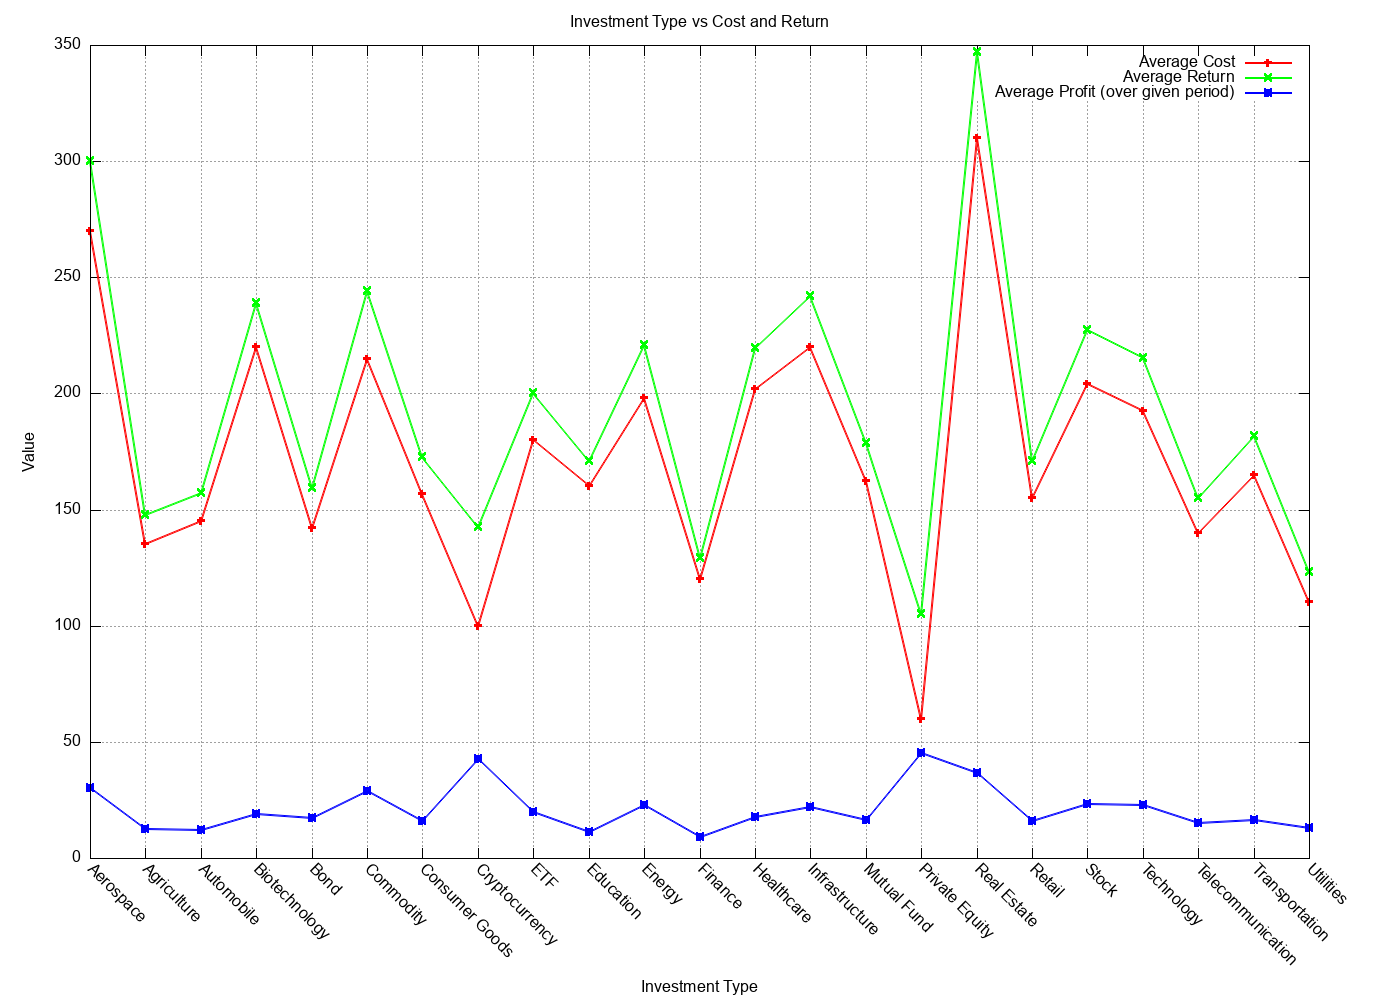 Investment Type vs Cost and Return
Average Cost
Average Return
Average Profit (over given period)
350
300
250
200
150
100
50
0
Value
Aerospace
Agriculture
Automobile
Biotechnology
Bond
Commodity
Consumer Goods
Cryptocurrency
ETF
Education
Energy
Finance
Healthcare
Infrastructure
Mutual Fund
Private Equity
Real Estate
Retail
Stock
Technology
Telecommunication
Transportation
Utilities
Investment Type